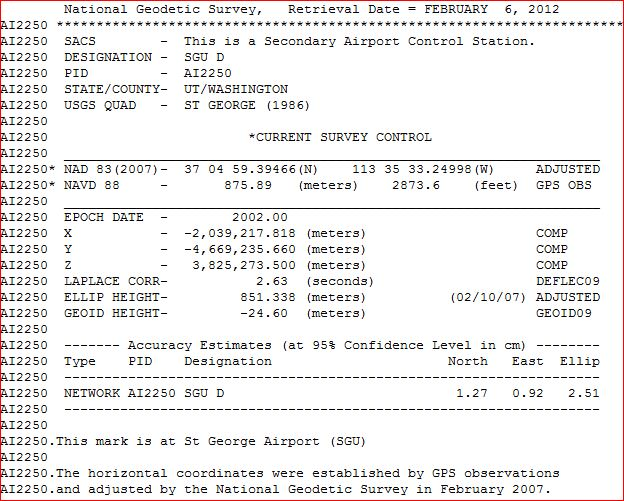 National Geodetic Survey,   Retrieval Date = FEBRUARY  6, 2012
AI2250 ***********************************************************************
AI2250  SACS        -  This is a Secondary Airport Control Station.
AI2250  DESIGNATION -  SGU D
AI2250  PID         -  AI2250
AI2250  STATE/COUNTY-  UT/WASHINGTON
AI2250  USGS QUAD   -  ST GEORGE (1986)
AI2250
AI2250                         *CURRENT SURVEY CONTROL
AI2250  ___________________________________________________________________
AI2250* NAD 83(2007)-  37 04 59.39466(N)    113 35 33.24998(W)     ADJUSTED
AI2250* NAVD 88     -       875.89  (meters)    2873.6   (feet)  GPS OBS
AI2250  ___________________________________________________________________
AI2250  EPOCH DATE  -        2002.00
AI2250  X           -  -2,039,217.818 (meters)                     COMP
AI2250  Y           -  -4,669,235.660 (meters)                     COMP
AI2250  Z           -   3,825,273.500 (meters)                     COMP
AI2250  LAPLACE CORR-           2.63  (seconds)                    DEFLEC09
AI2250  ELLIP HEIGHT-         851.338 (meters)          (02/10/07) ADJUSTED
AI2250  GEOID HEIGHT-         -24.60  (meters)                     GEOID09
AI2250
AI2250  ------- Accuracy Estimates (at 95% Confidence Level in cm) --------
AI2250  Type    PID    Designation                      North   East  Ellip
AI2250  -------------------------------------------------------------------
AI2250  NETWORK AI2250 SGU D                             1.27   0.92   2.51
AI2250  -------------------------------------------------------------------
AI2250
AI2250.This mark is at St George Airport (SGU)
AI2250
AI2250.The horizontal coordinates were established by GPS observations
AI2250.and adjusted by the National Geodetic Survey in February 2007.